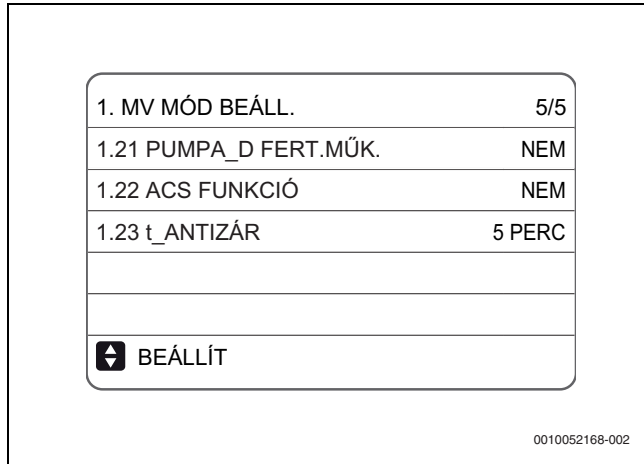 1. MV MÓD BEÁLL. 5/5
1.21 PUMPA_D FERT.MŰK. NEM
1.22 ACS FUNKCIÓ NEM
1.23 t_ANTIZÁR 5 PERC
BEÁLLÍT
0010052168-002